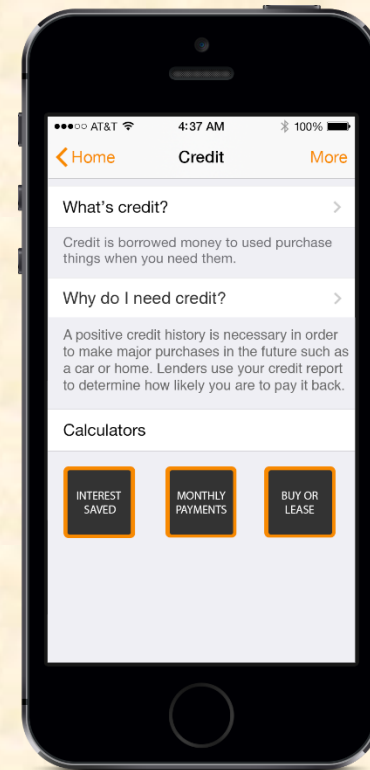 AT&T 4:37 AM 100%
Home Credit More
What's credit?
Credit is borrowed money to used purchase
things when you need them.
Why do I need credit?
A positive credit history is necessary in order
to make major purchases in the future such as
a car or home. Lenders use your credit report
to determine how likely you are to pay it back.
Calculators
INTEREST
SAVED
MONTHLY
PAYMENTS
BUY OR
LEASE